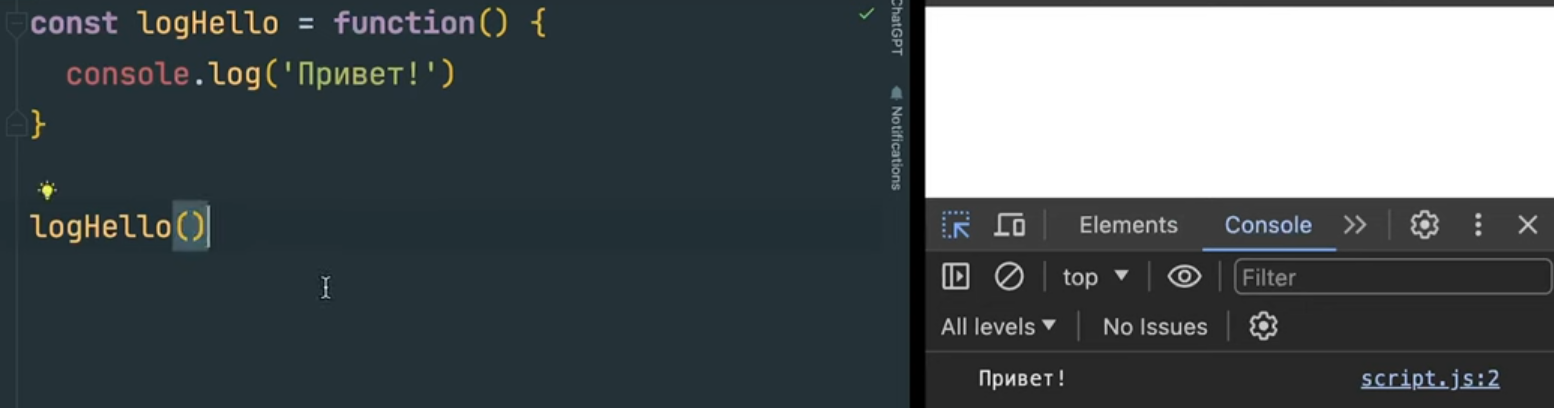 const logHello = function() {
console.log('Привет!')
}
logHello()
ChatGPT
Notifications
Elements Console
top Filter
All levels No Issues
Привет! script.js:2